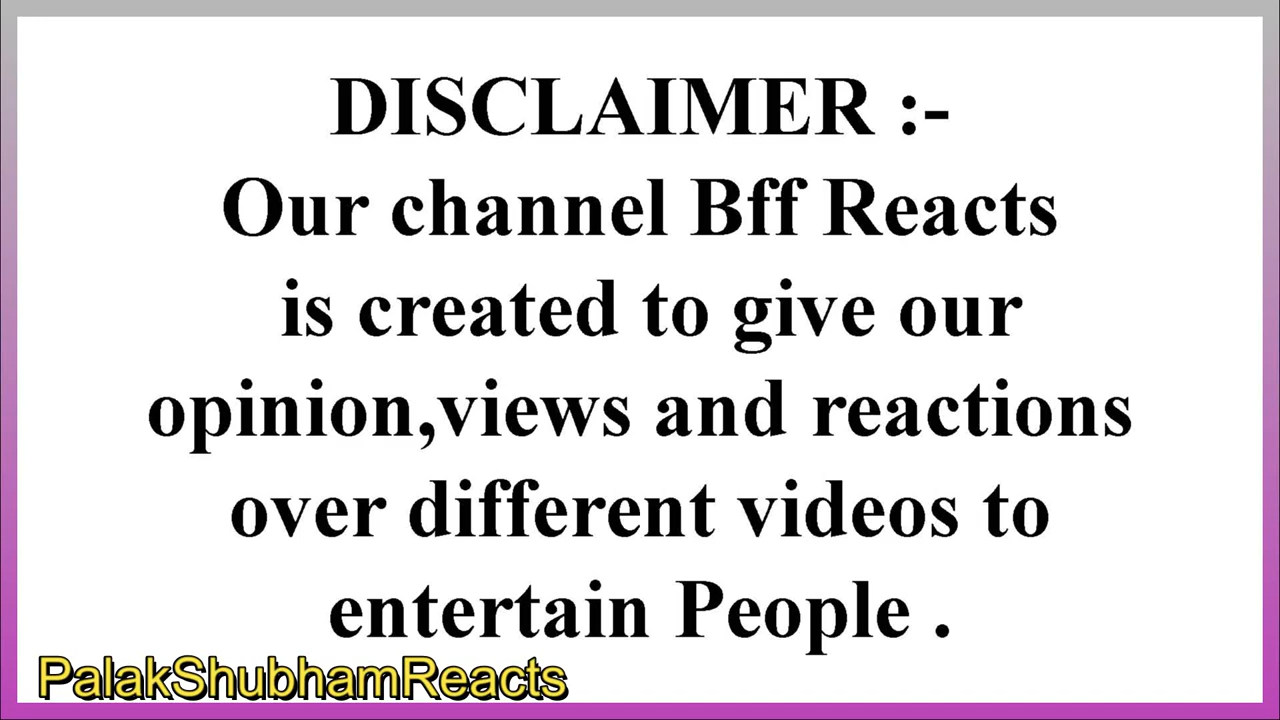 DISCLAIMER :-
Our channel Bff Reacts
is created to give our
opinion,views and reactions
over different videos to
entertain People .
PalakShubhamReacts